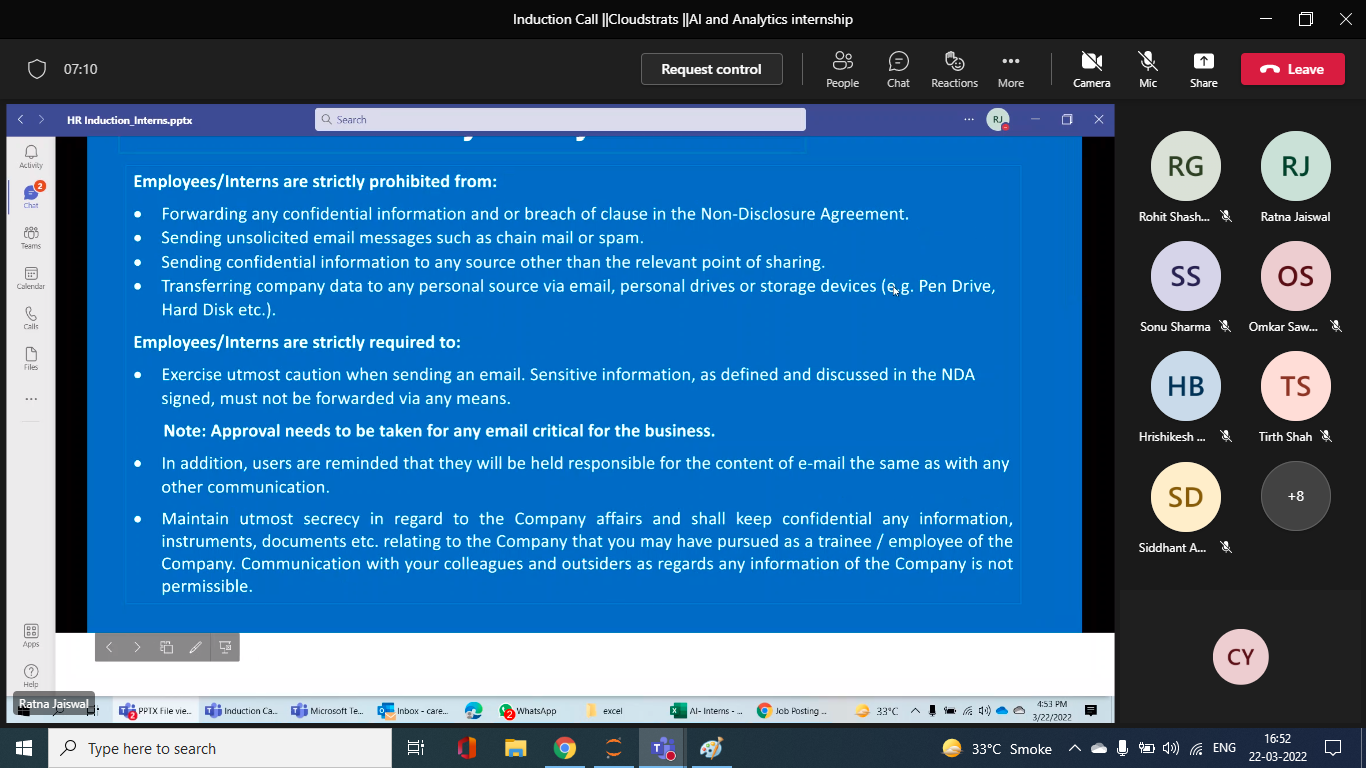 Induction Call ||Cloudstrats ||AI and Analytics internship
07:10
Request control
People
Chat
Reactions
More
Camera
Mic
Share
Leave
HR Induction_Interns.pptx
Search
RJ
Activity
2
Chat
Teams
Calendar
Calls
Files
Apps
Help
Employees/Interns are strictly prohibited from:
• Forwarding any confidential information and or breach of clause in the Non-Disclosure Agreement.
• Sending unsolicited email messages such as chain mail or spam.
• Sending confidential information to any source other than the relevant point of sharing.
• Transferring company data to any personal source via email, personal drives or storage devices (e.g. Pen Drive,
Hard Disk etc.).
Employees/Interns are strictly required to:
• Exercise utmost caution when sending an email. Sensitive information, as defined and discussed in the NDA
signed, must not be forwarded via any means.
Note: Approval needs to be taken for any email critical for the business.
• In addition, users are reminded that they will be held responsible for the content of e-mail the same as with any
other communication.
• Maintain utmost secrecy in regard to the Company affairs and shall keep confidential any information,
instruments, documents etc. relating to the Company that you may have pursued as a trainee / employee of the
Company. Communication with your colleagues and outsiders as regards any information of the Company is not
permissible.
RG
Rohit Shash...
RJ
Ratna Jaiswal
SS
Sonu Sharma
OS
Omkar Saw...
HB
Hrishikesh ...
TS
Tirth Shah
SD
Siddhant A...
+8
CY
Ratna Jaiswal
2
PPTX File vie...
Induction Ca...
Microsoft Te...
Inbox - care...
2
WhatsApp
excel
AI- Interns - ...
Job Posting ...
33°C
4:53 PM
3/22/2022
Type here to search
33°C Smoke
ENG
16:52
22-03-2022